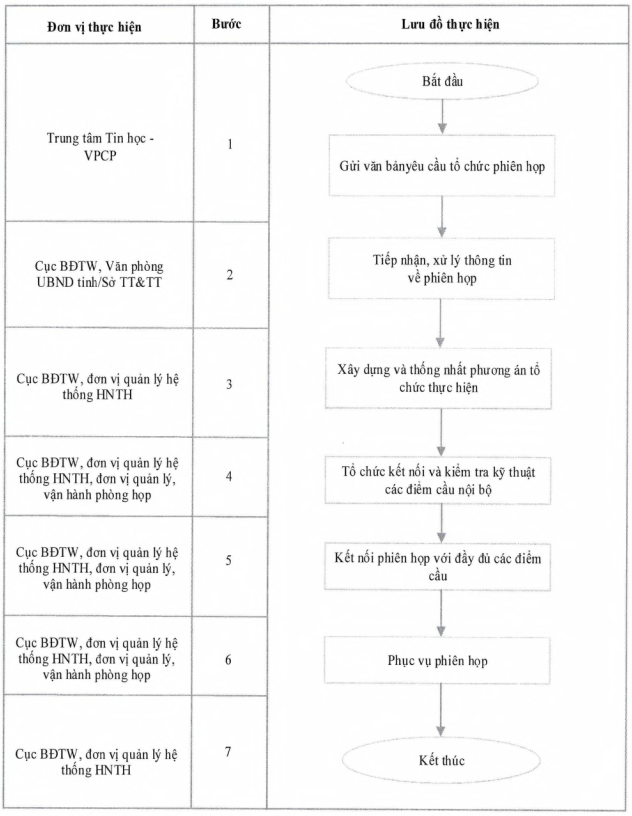 Đơn vị thực hiện
Bước
Lưu đồ thực hiện
Bắt đầu
Trung tâm Tin học -
VPCP
1
Gửi văn bảnyêu cầu tổ chức phiên họp
Cục BĐTW, Văn phòng
UBND tỉnh/Sở TT&TT
2
Tiếp nhận, xử lý thông tin
về phiên họp
Cục BĐTW, đơn vị quản lý hệ
thống HNTH
3
Xây dựng và thống nhất phương án tổ
chức thực hiện
Cục BĐTW, đơn vị quản lý hệ
thống HNTH, đơn vị quản lý,
vận hành phòng họp
4
Tổ chức kết nối và kiểm tra kỹ thuật
các điểm cầu nội bộ
Cục BĐTW, đơn vị quản lý hệ
thống HNTH, đơn vị quản lý,
vận hành phòng họp
5
Kết nối phiên họp với đầy đủ các điểm
cầu
Cục BĐTW, đơn vị quản lý hệ
thống HNTH, đơn vị quản lý,
vận hành phòng họp
6
Phục vụ phiên họp
Cục BĐTW, đơn vị quản lý hệ
thống HNTH
7
Kết thúc